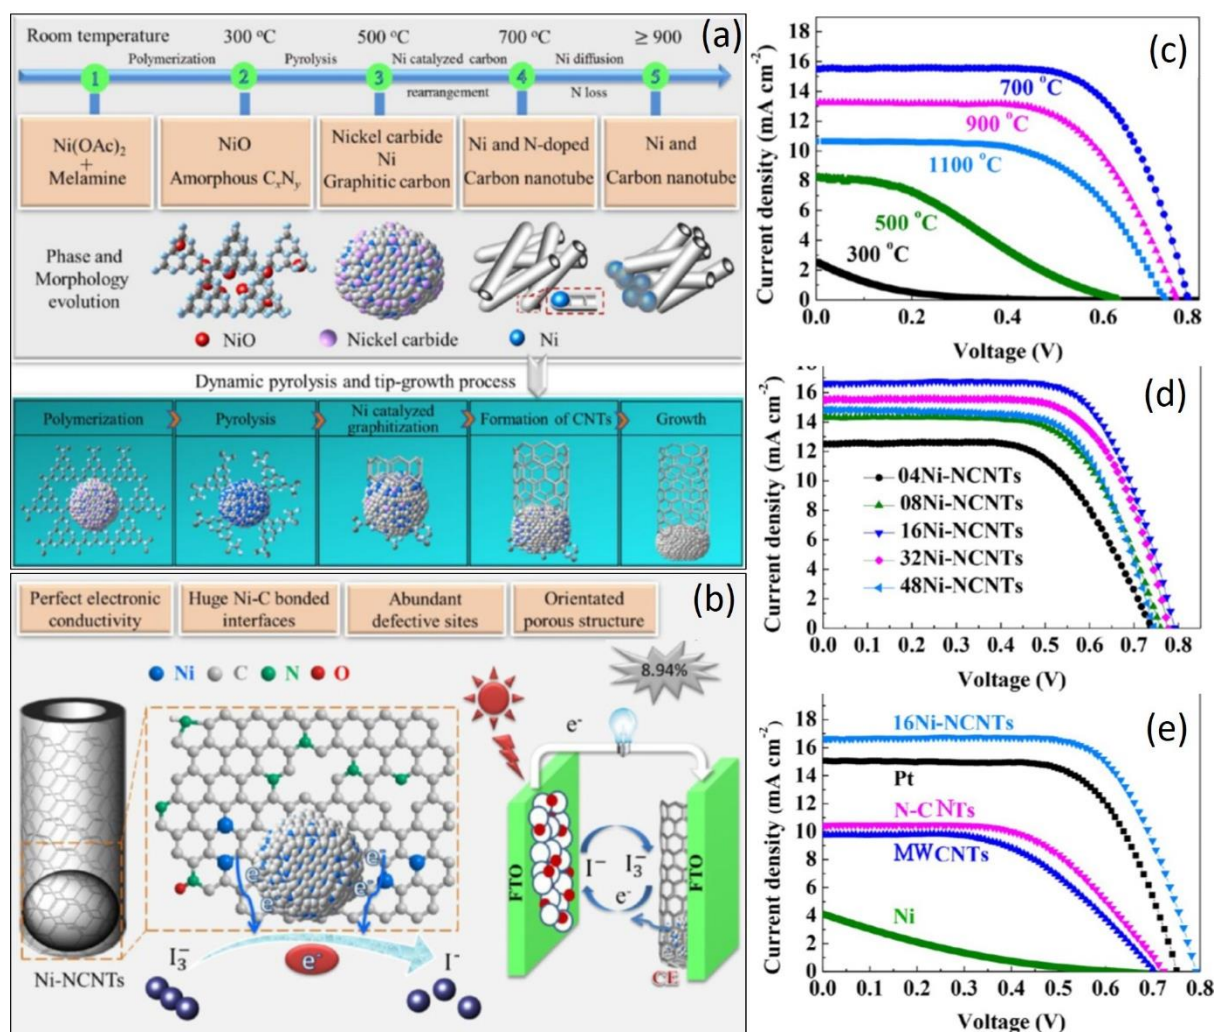 (a)
Room temperature 300 °C 500 °C 700 °C ≥ 900
Polymerization Pyrolysis Ni catalyzed carbon Ni diffusion
1 2 3 4 5
rearrangement N loss
Ni(OAc)₂
+
Melamine
NiO
Amorphous CₓNᵧ
Nickel carbide
Ni
Graphitic carbon
Ni and N-doped
Carbon nanotube
Ni and
Carbon nanotube
Phase and
Morphology
evolution
NiO Nickel carbide Ni
Dynamic pyrolysis and tip-growth process
Polymerization
Pyrolysis
Ni catalyzed
graphitization
Formation of CNTs
Growth
(b)
Perfect electronic
conductivity
Huge Ni-C bonded
interfaces
Abundant
defective sites
Orientated
porous structure
8.94%
Ni C N O
e⁻
FTO
I⁻ I₃⁻
e⁻
FTO
CE
e⁻ e⁻
e⁻ e⁻
I₃⁻ e⁻ I⁻
Ni-NCNTs
(c)
Current density (mA cm⁻²)
18
16
14
12
10
8
6
4
2
0
700 °C
900 °C
1100 °C
500 °C
300 °C
0.0 0.2 0.4 0.6 0.8
Voltage (V)
(d)
Current density (mA cm⁻²)
18
16
14
12
10
8
6
4
2
0
04Ni-NCNTs
08Ni-NCNTs
16Ni-NCNTs
32Ni-NCNTs
48Ni-NCNTs
0.0 0.1 0.2 0.3 0.4 0.5 0.6 0.7 0.8
Voltage (V)
(e)
Current density (mA cm⁻²)
18
16
14
12
10
8
6
4
2
0
16Ni-NCNTs
Pt
N-CNTs
MWCNTs
Ni
0.0 0.1 0.2 0.3 0.4 0.5 0.6 0.7 0.8
Voltage (V)